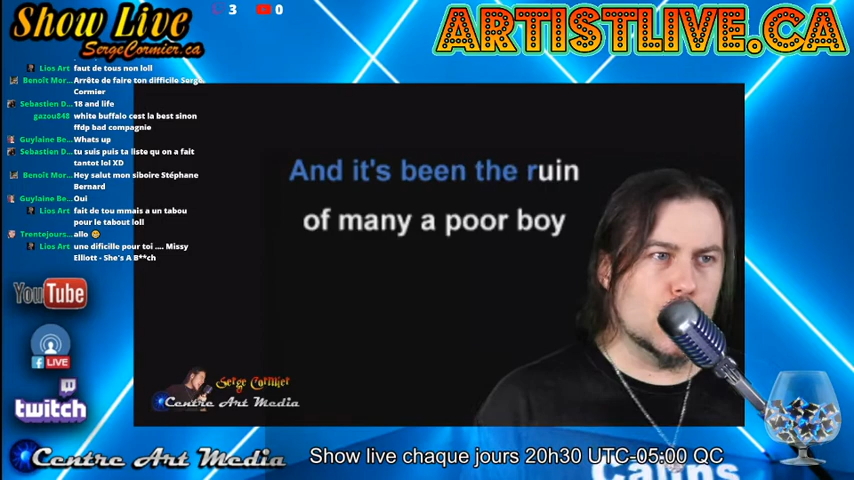 Show Live
SergeCormier.ca
3
0
ARTISTLIVE.CA
Lios Art faut de tous non loll
Benoît Mor... Arrête de faire ton difficile Serge
Cormier
Sebastien D... 18 and life
gazou848 white buffalo cest la best sinon
ffdp bad compagnie
Guylaine Be... Whats up
Sebastien D... tu suis puis ta liste qu on a fait
tantot lol XD
Benoît Mor... Hey salut mon siboire Stéphane
Bernard
Guylaine Be... Oui
Lios Art fait de tou mmais a un tabou
pour le tabout loll
Trentejours... allo 😊
Lios Art une dificille pour toi .... Missy
Elliott - She's A B**ch
And it's been the ruin
of many a poor boy
YouTube
LIVE
twitch
Serge Cormier
Centre Art Media
Centre Art Media
Show live chaque jours 20h30 UTC-05:00 QC
Calins